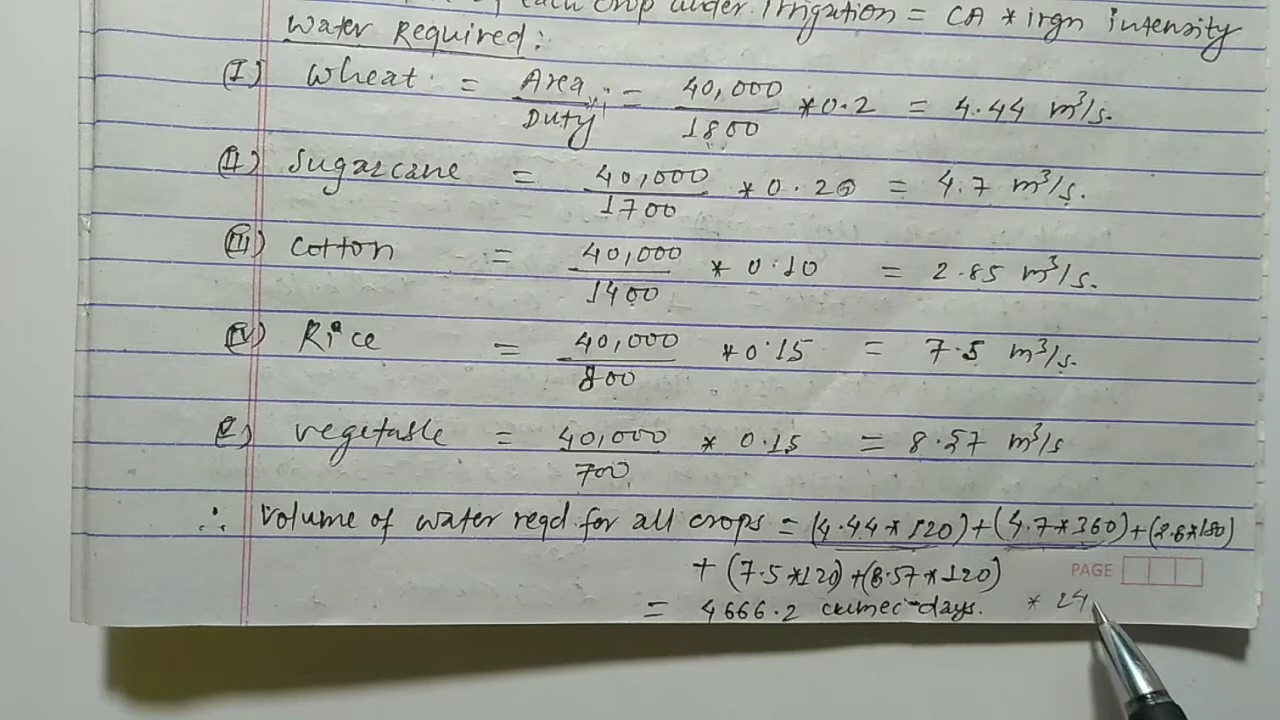 of each crop under irrigation = CA * irgn intensity
Water Required:
(I) Wheat = Area / Duty = 40,000 / 1800 * 0.2 = 4.44 m³/s.
(II) Sugarcane = 40,000 / 1700 * 0.20 = 4.7 m³/s.
(III) Cotton = 40,000 / 1400 * 0.10 = 2.85 m³/s.
(IV) Rice = 40,000 / 800 * 0.15 = 7.5 m³/s.
vegetable = 40,000 / 700 * 0.15 = 8.57 m³/s
∴ Volume of water reqd. for all crops = (4.44*120)+(4.7*360)+(2.8*180)
+ (7.5*120)+(8.57*120)
PAGE
= 4666.2 cumec-days. * 24